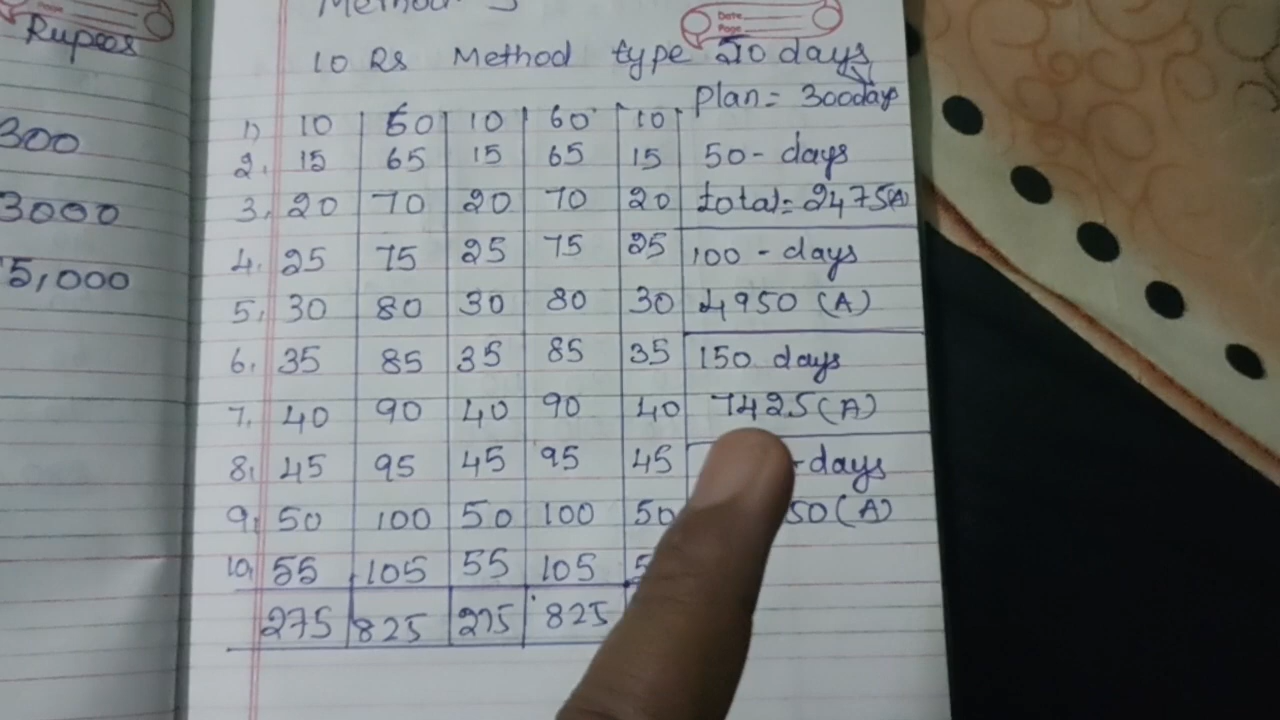 Rupees
300
3000
5,000
Date
Page
10 Rs Method type 50 days
Plan = 300days
1) 10 60 10 60 10
2. 15 65 15 65 15 50 - days
3, 20 70 20 70 20 total = 2475(A)
4. 25 75 25 75 25 100 - days
5, 30 80 30 80 30 4950 (A)
6. 35 85 35 85 35 150 days
7. 40 90 40 90 40 7425 (A)
8, 45 95 45 95 45 - days
9, 50 100 50 100 50 50 (A)
10, 55 105 55 105
275 825 275 825